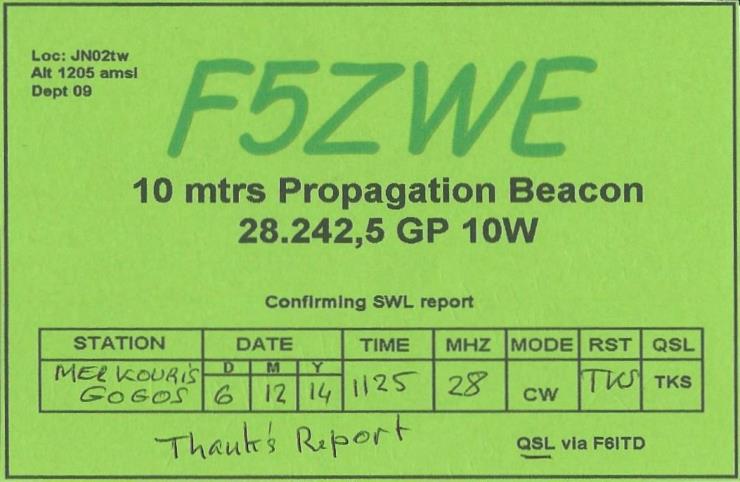 Loc: JN02tw
Alt 1205 amsl
Dept 09
F5ZWE
10 mtrs Propagation Beacon
28.242,5 GP 10W
Confirming SWL report
STATION DATE TIME MHZ MODE RST QSL
D M Y
MERKOURIS GOGOS 6 12 14 1125 28 CW TKS TKS
Thank's Report
QSL via F6ITD